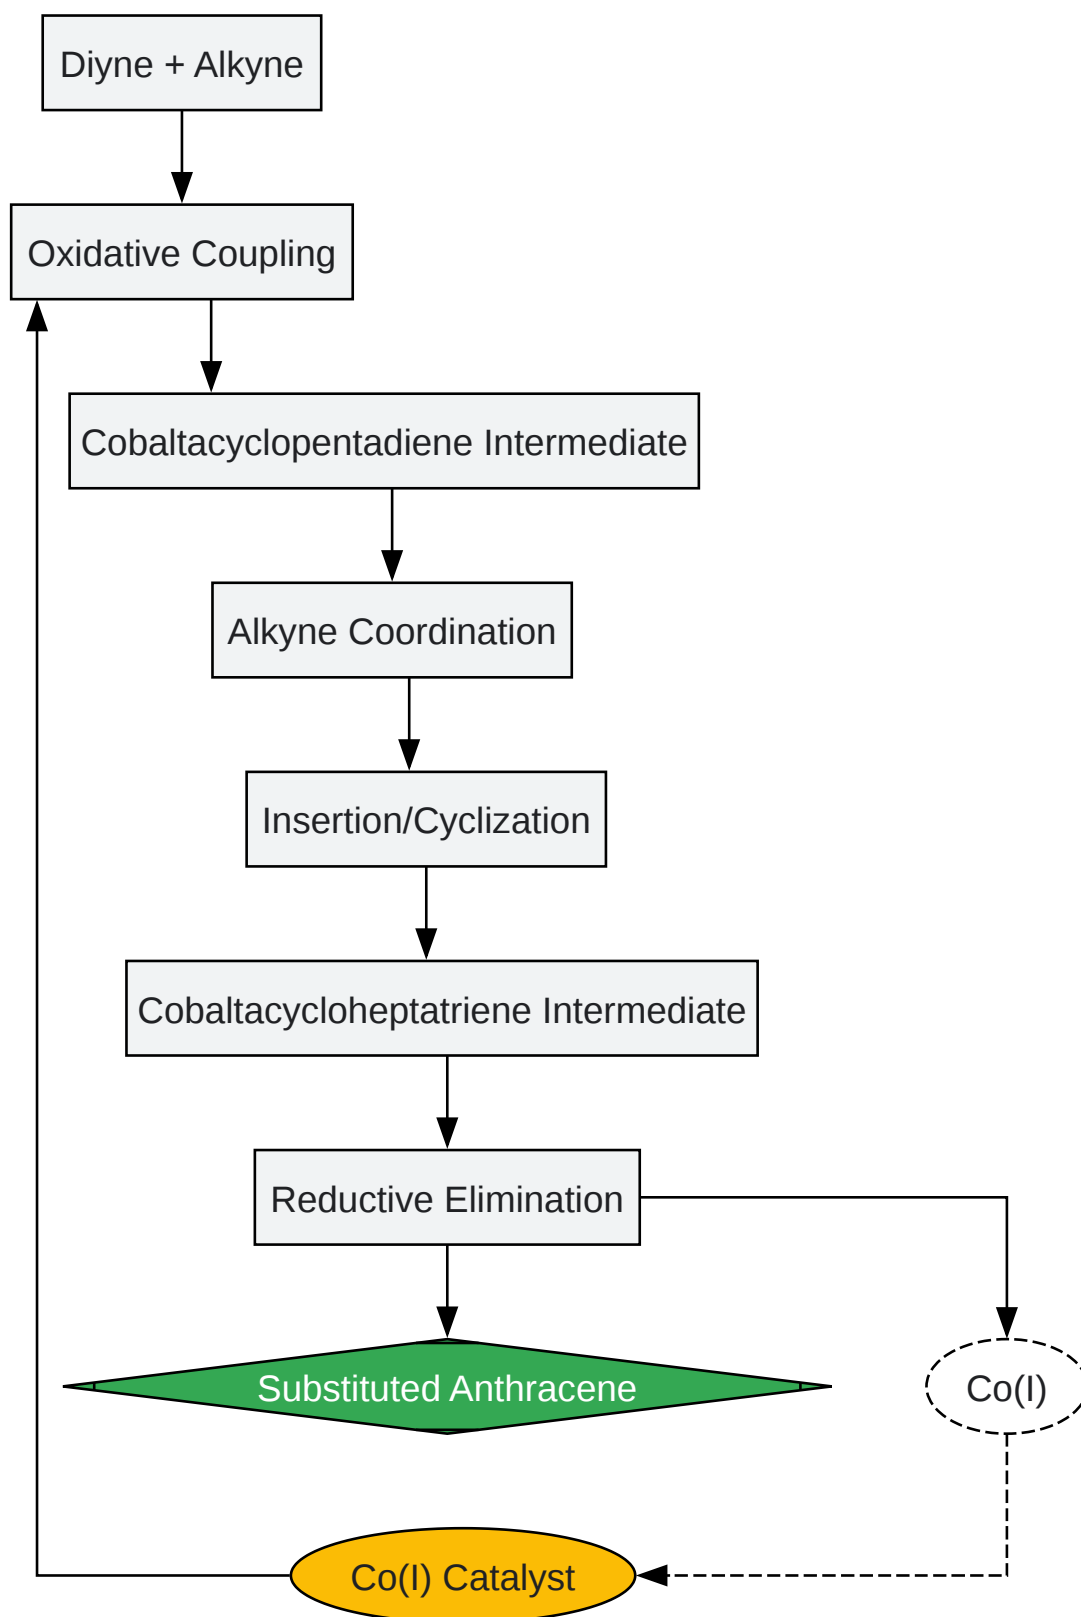 Diyne + Alkyne
Oxidative Coupling
Cobaltacyclopentadiene Intermediate
Alkyne Coordination
Insertion/Cyclization
Cobaltacycloheptatriene Intermediate
Reductive Elimination
Substituted Anthracene
Co(I)
Co(I) Catalyst